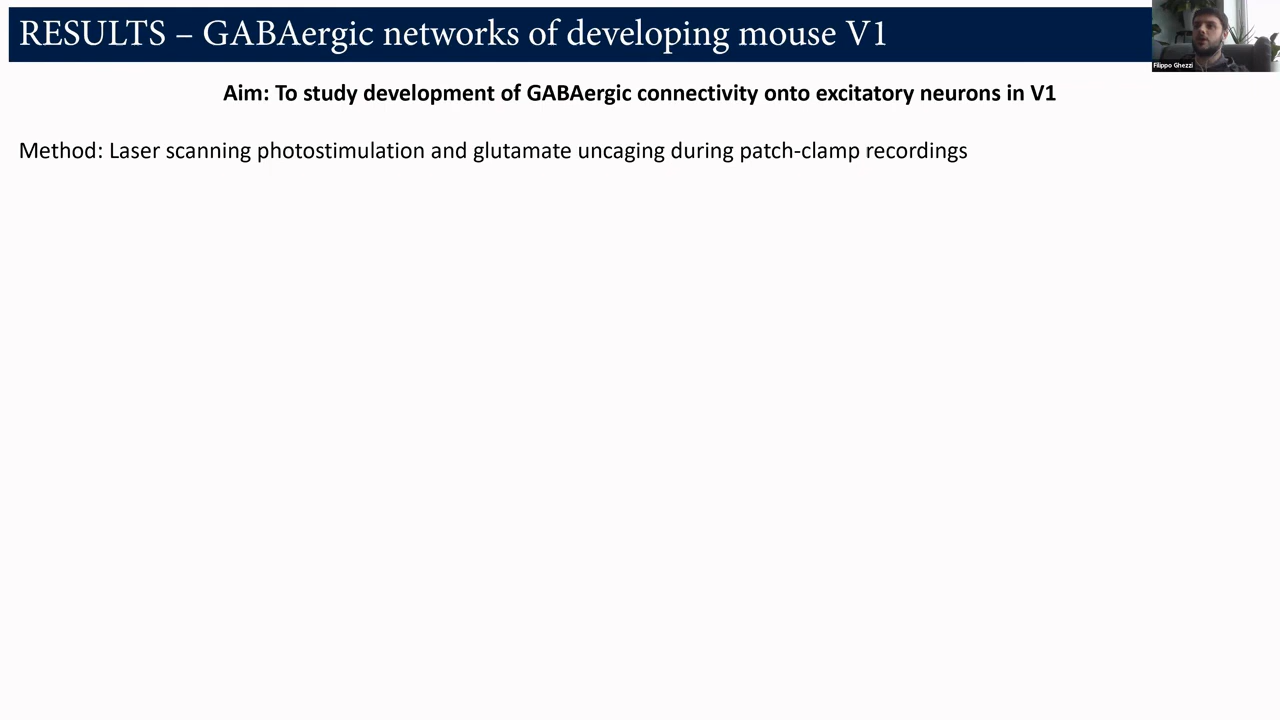 RESULTS – GABAergic networks of developing mouse V1
Filippo Ghezzi
Aim: To study development of GABAergic connectivity onto excitatory neurons in V1
Method: Laser scanning photostimulation and glutamate uncaging during patch-clamp recordings